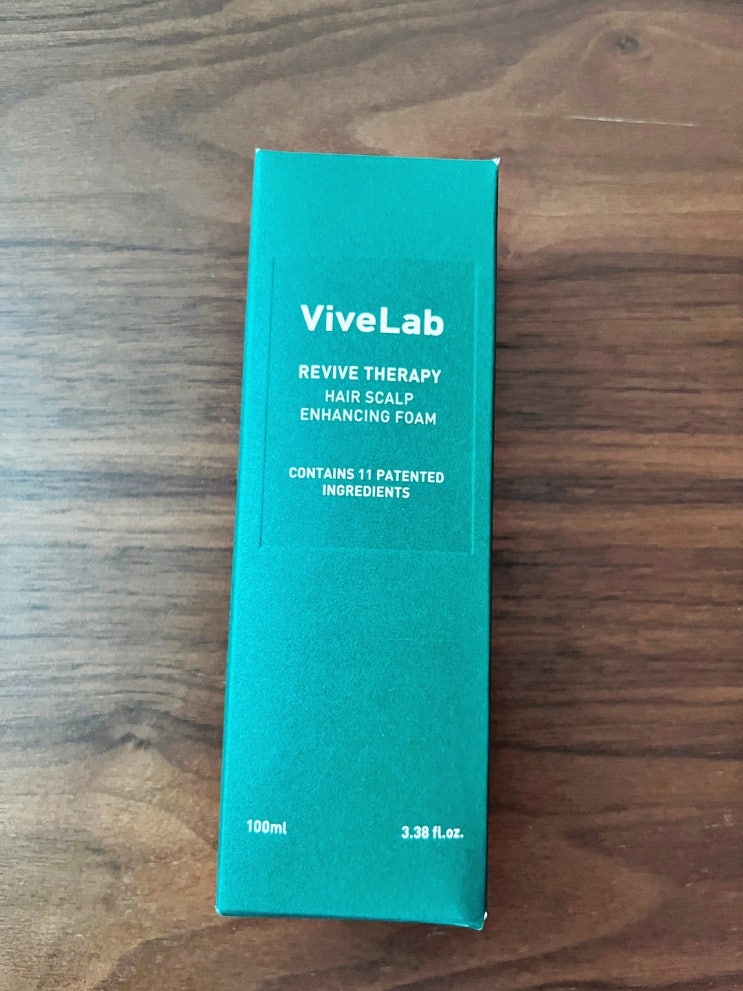 ViveLab
REVIVE THERAPY
HAIR SCALP
ENHANCING FOAM
CONTAINS 11 PATENTED
INGREDIENTS
100ml
3.38 fl.oz.